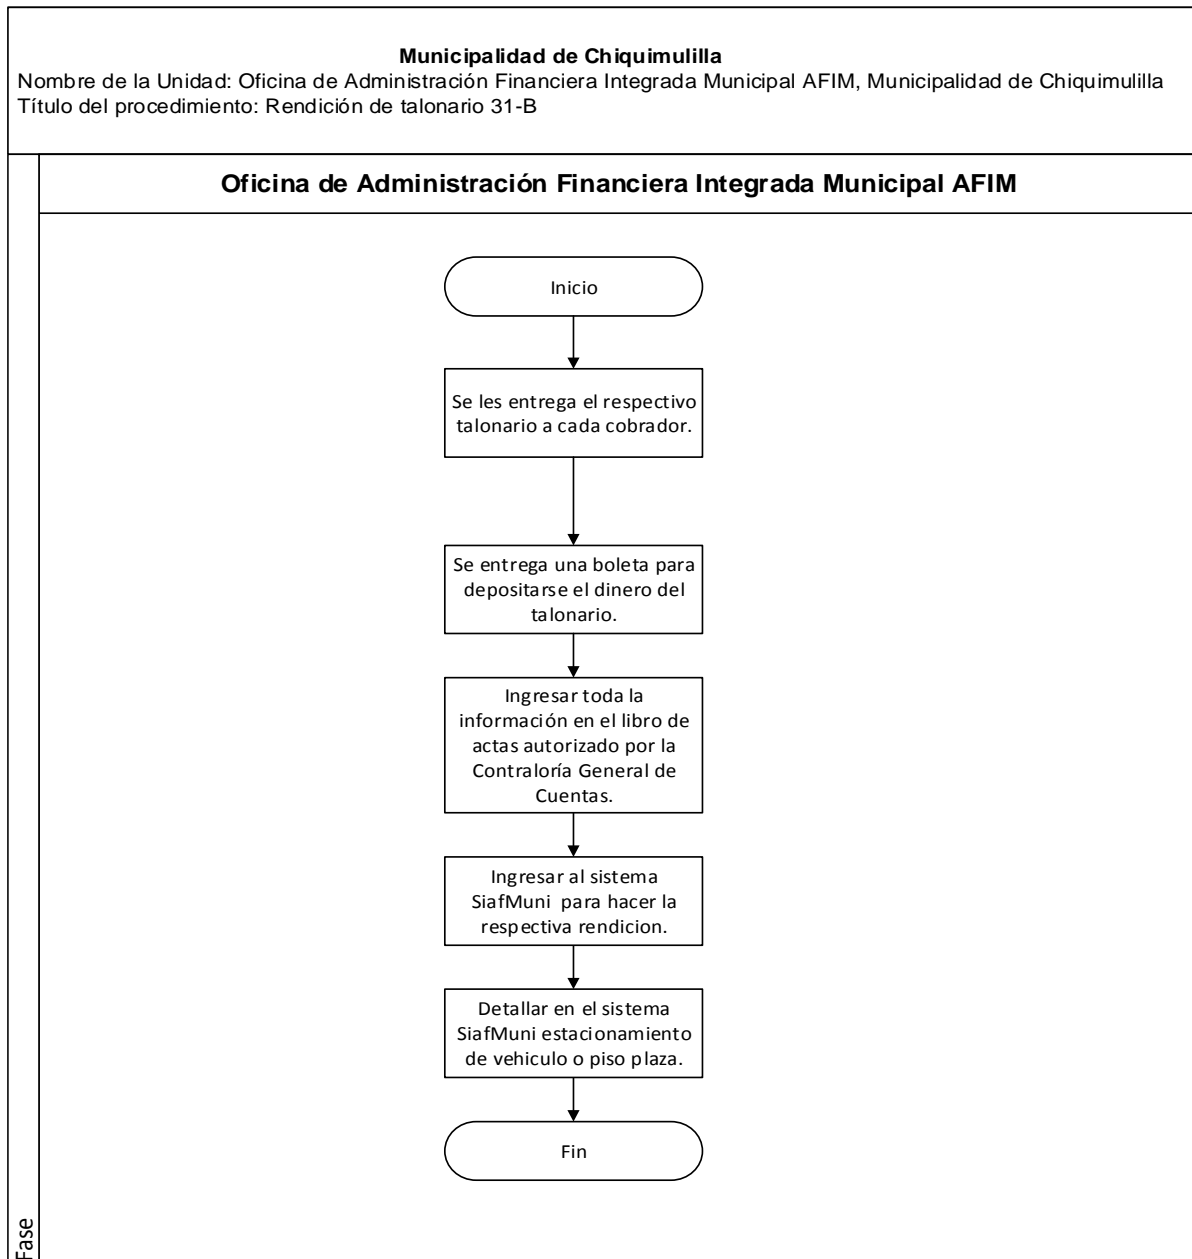 Municipalidad de Chiquimulilla
Nombre de la Unidad: Oficina de Administración Financiera Integrada Municipal AFIM, Municipalidad de Chiquimulilla
Título del procedimiento: Rendición de talonario 31-B
Oficina de Administración Financiera Integrada Municipal AFIM
Inicio
Se les entrega el respectivo
talonario a cada cobrador.
Se entrega una boleta para
depositarse el dinero del
talonario.
Ingresar toda la
información en el libro de
actas autorizado por la
Contraloría General de
Cuentas.
Ingresar al sistema
SiafMuni para hacer la
respectiva rendicion.
Detallar en el sistema
SiafMuni estacionamiento
de vehiculo o piso plaza.
Fin
Fase